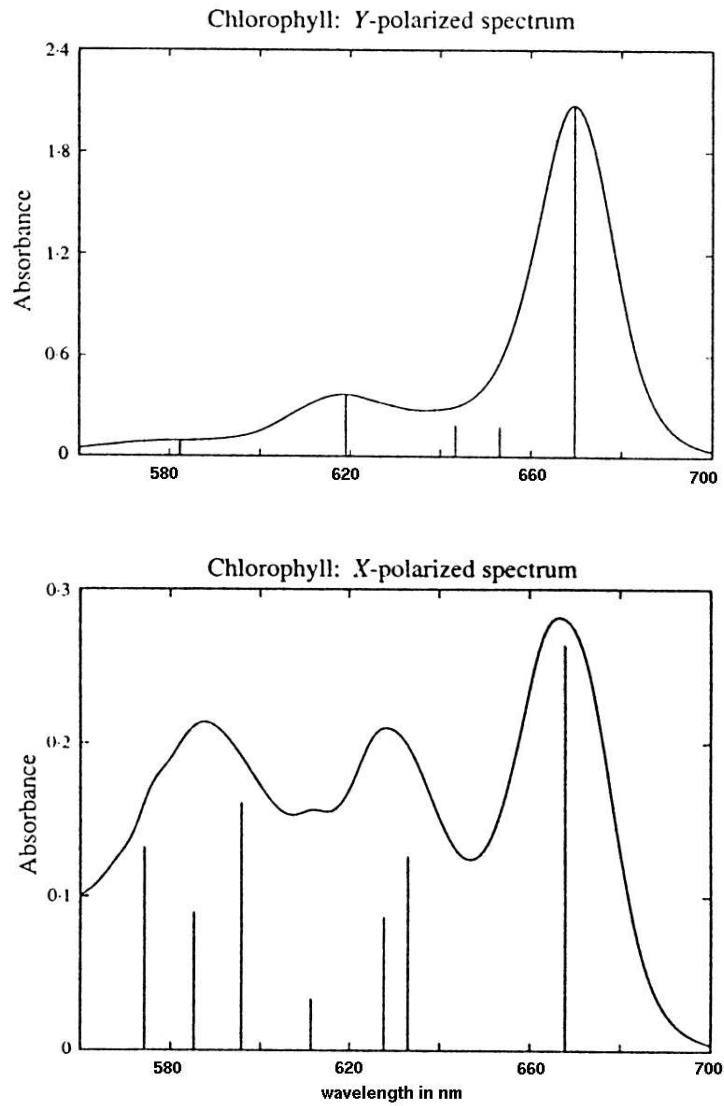 Chlorophyll: Y-polarized spectrum
2·4
1·8
1·2
0·6
0
Absorbance
580 620 660 700
Chlorophyll: X-polarized spectrum
0·3
0·2
0·1
0
Absorbance
580 620 660 700
wavelength in nm